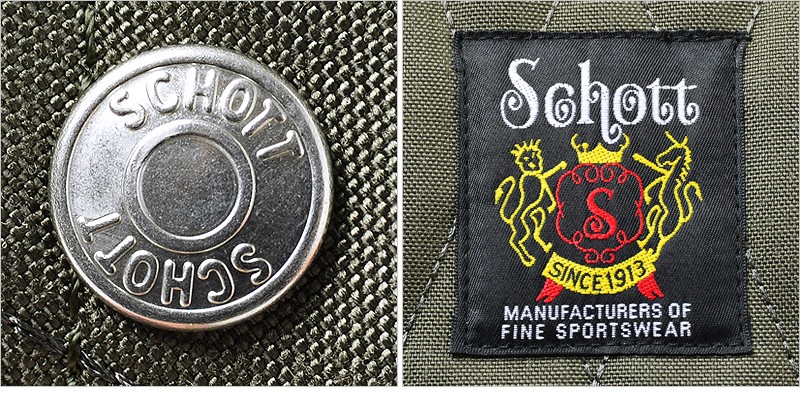 SCHOTT
SCHOTT
Schott
S
SINCE 1913
MANUFACTURERS OF
FINE SPORTSWEAR